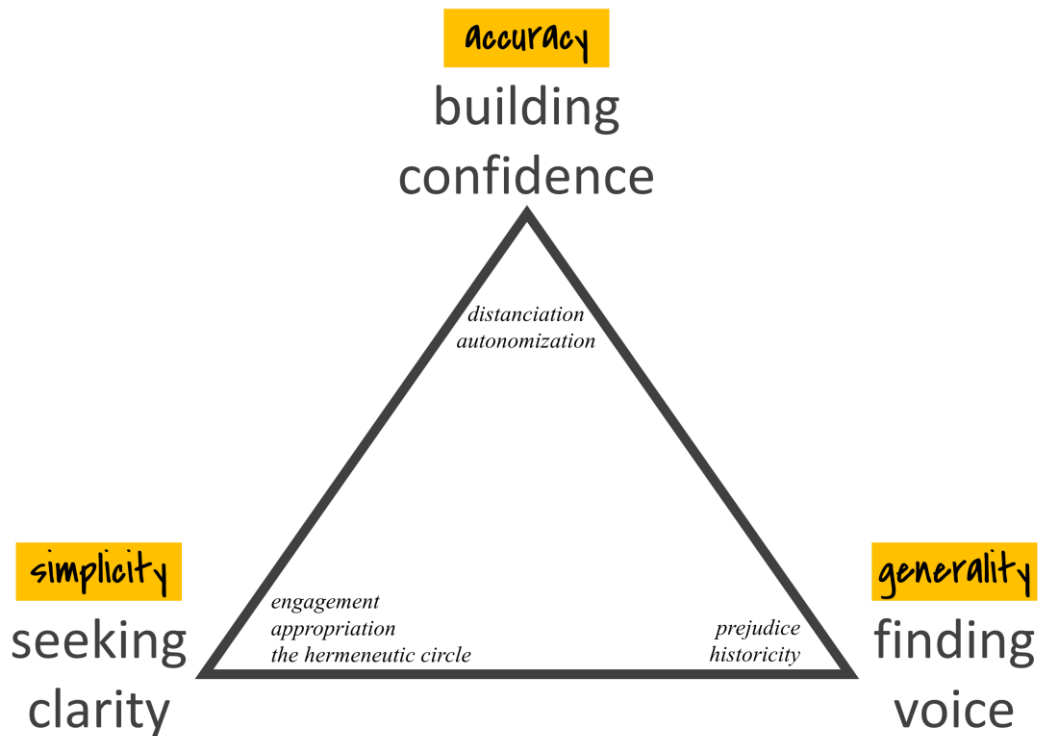 accuracy
building
confidence
distanciation
autonomization
simplicity
seeking
clarity
engagement
appropriation
the hermeneutic circle
prejudice
historicity
generality
finding
voice